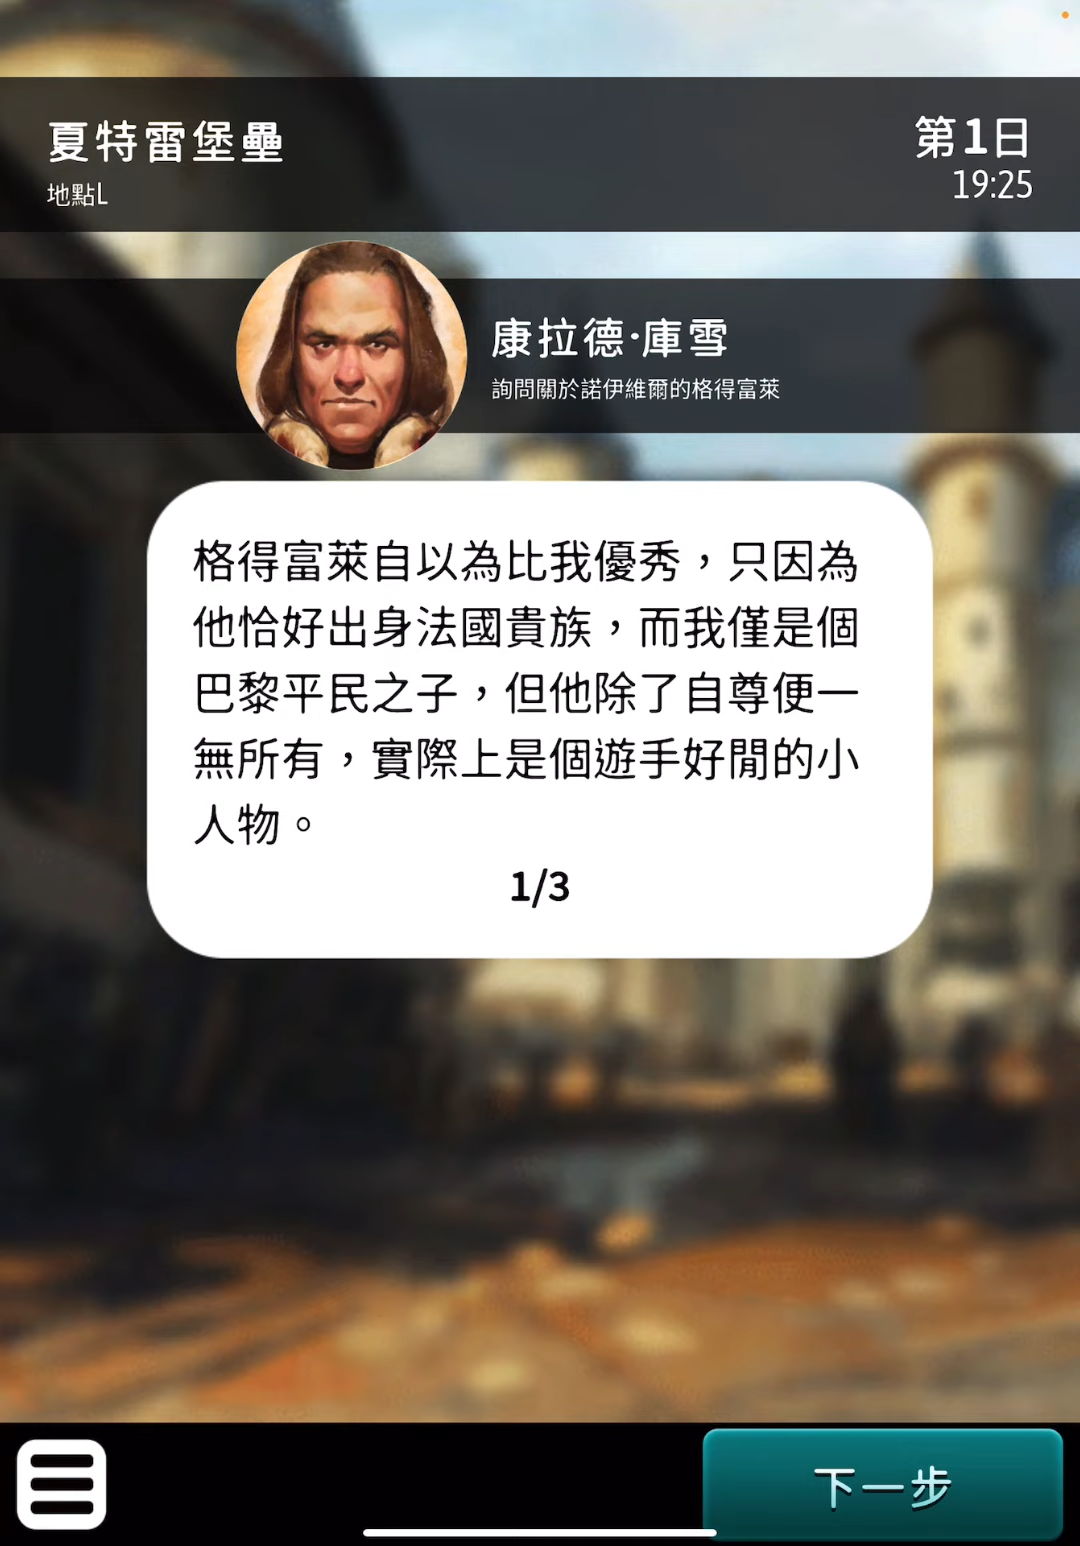 夏特雷堡壘
地點L
第1日
19:25
康拉德·庫雪
詢問關於諾伊維爾的格得富萊
格得富萊自以為比我優秀，只因為
他恰好出身法國貴族，而我僅是個
巴黎平民之子，但他除了自尊便一
無所有，實際上是個遊手好閒的小
人物。
1/3
下一步